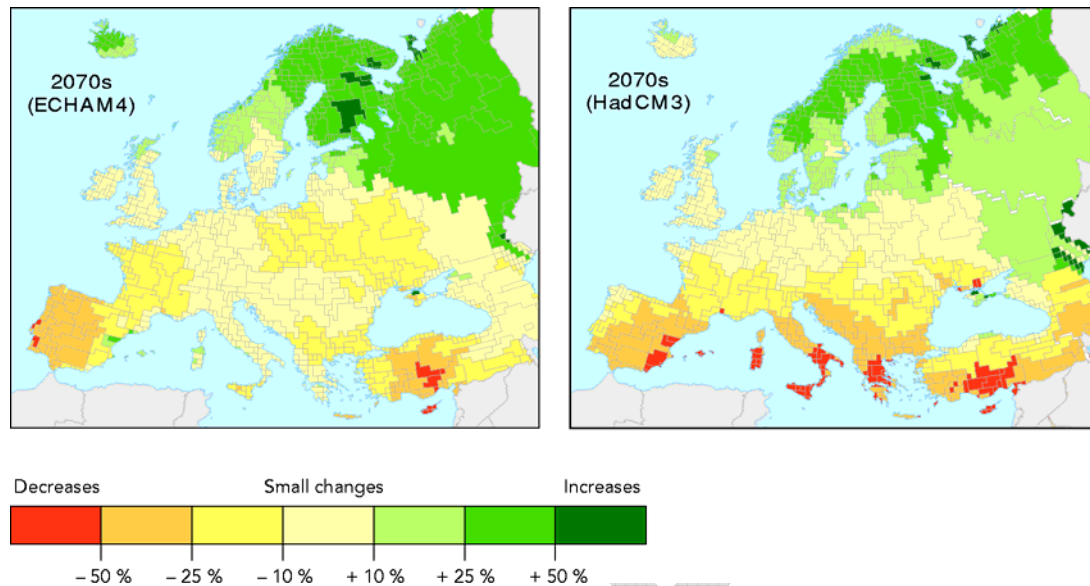 2070s
(ECHAM4)
2070s
(HadCM3)
Decreases Small changes Increases
– 50 % – 25 % – 10 % + 10 % + 25 % + 50 %